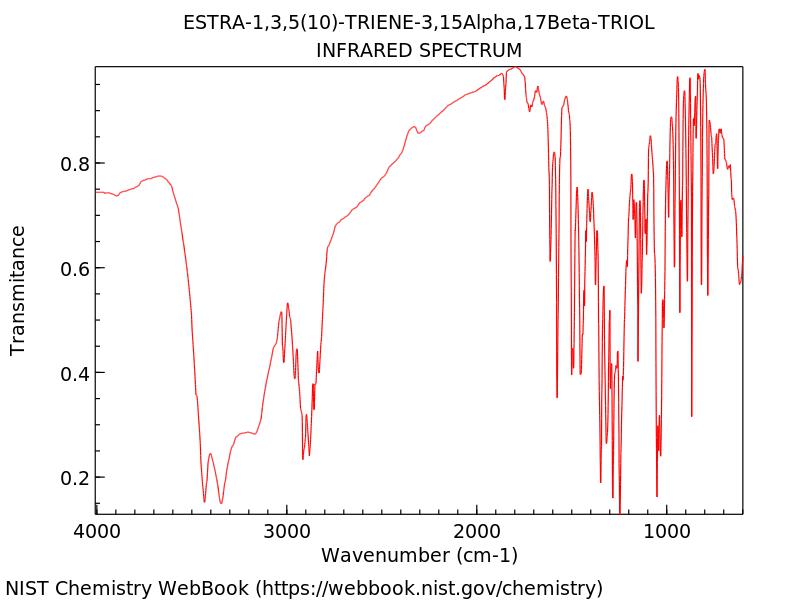 ESTRA-1,3,5(10)-TRIENE-3,15Alpha,17Beta-TRIOL
INFRARED SPECTRUM
Transmitance
0.8
0.6
0.4
0.2
4000 3000 2000 1000
Wavenumber (cm-1)
NIST Chemistry WebBook (https://webbook.nist.gov/chemistry)